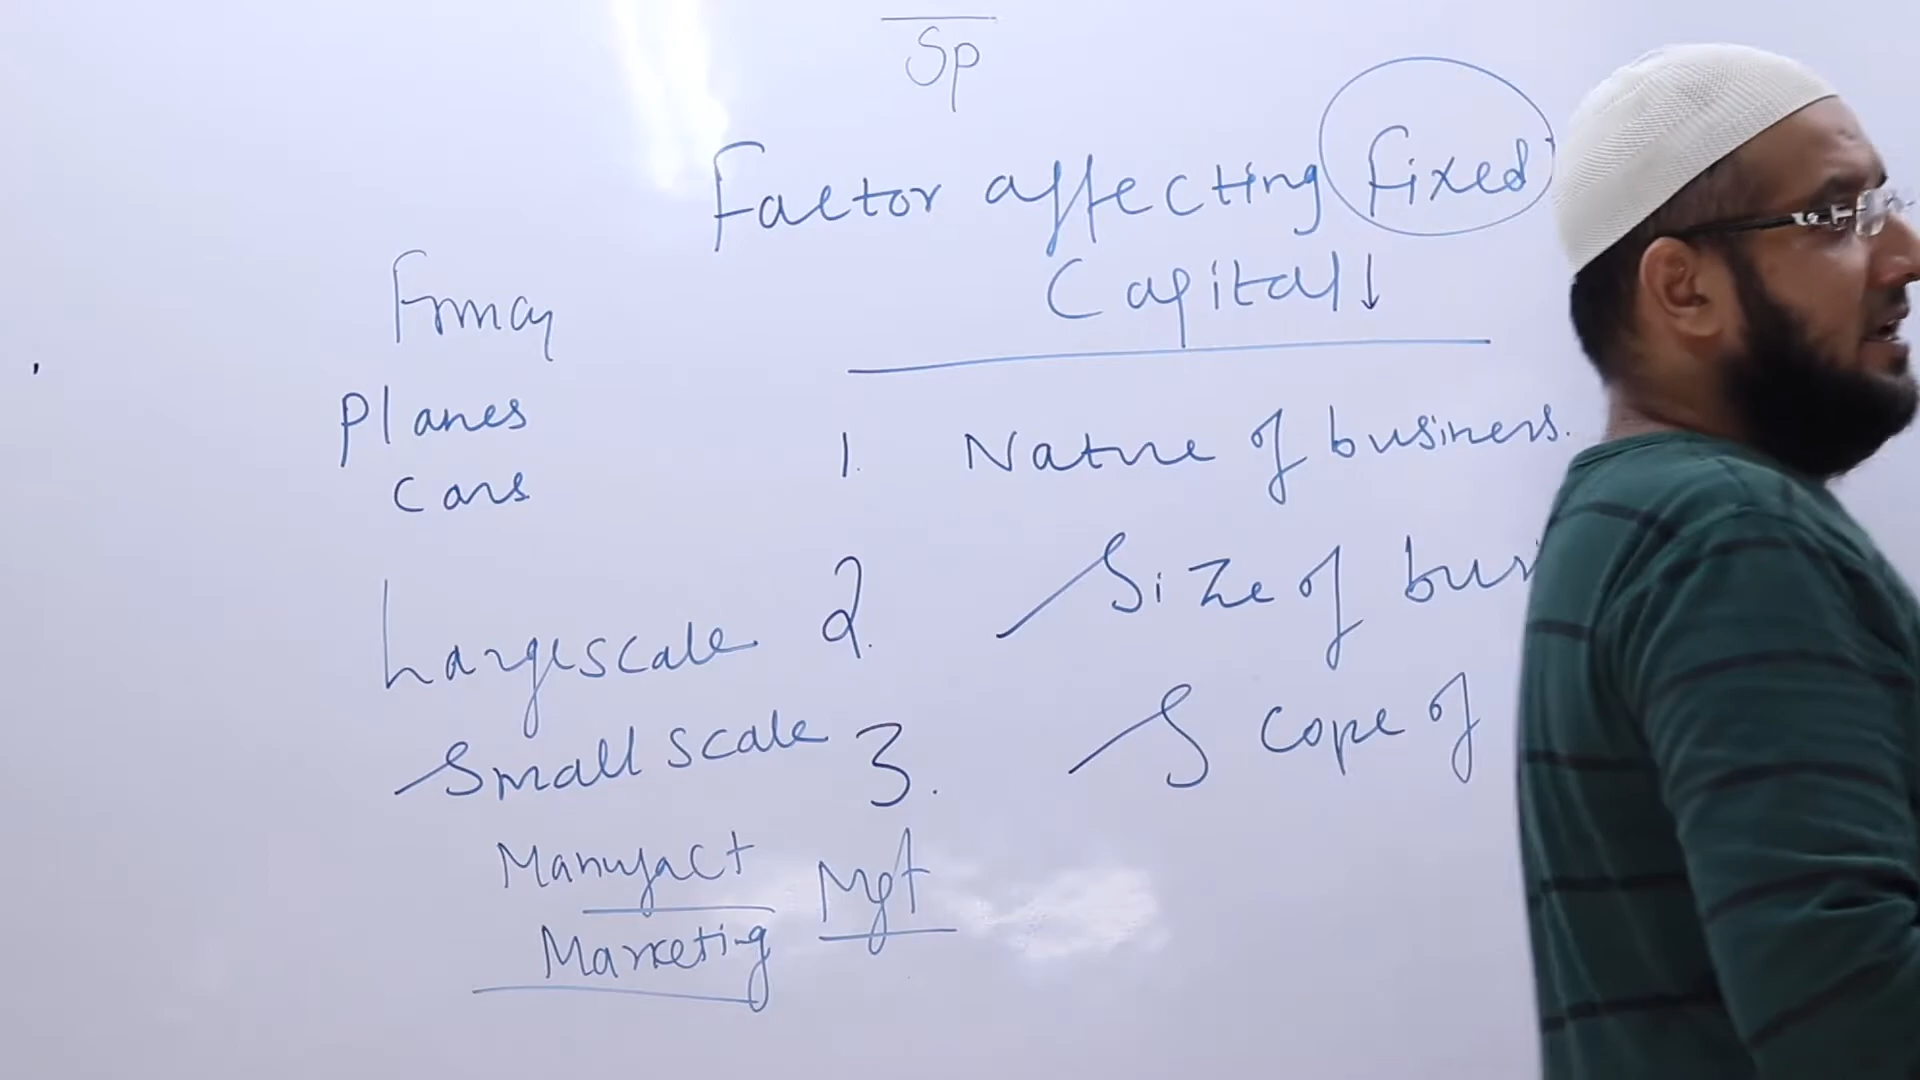 Sp
Factor affecting fixed
Capital ↓
Planes
Cars
1. Nature of business.
Largescale
2. Size of busi
Small scale
3. Scope of
Manufact
Mgt
Marketing